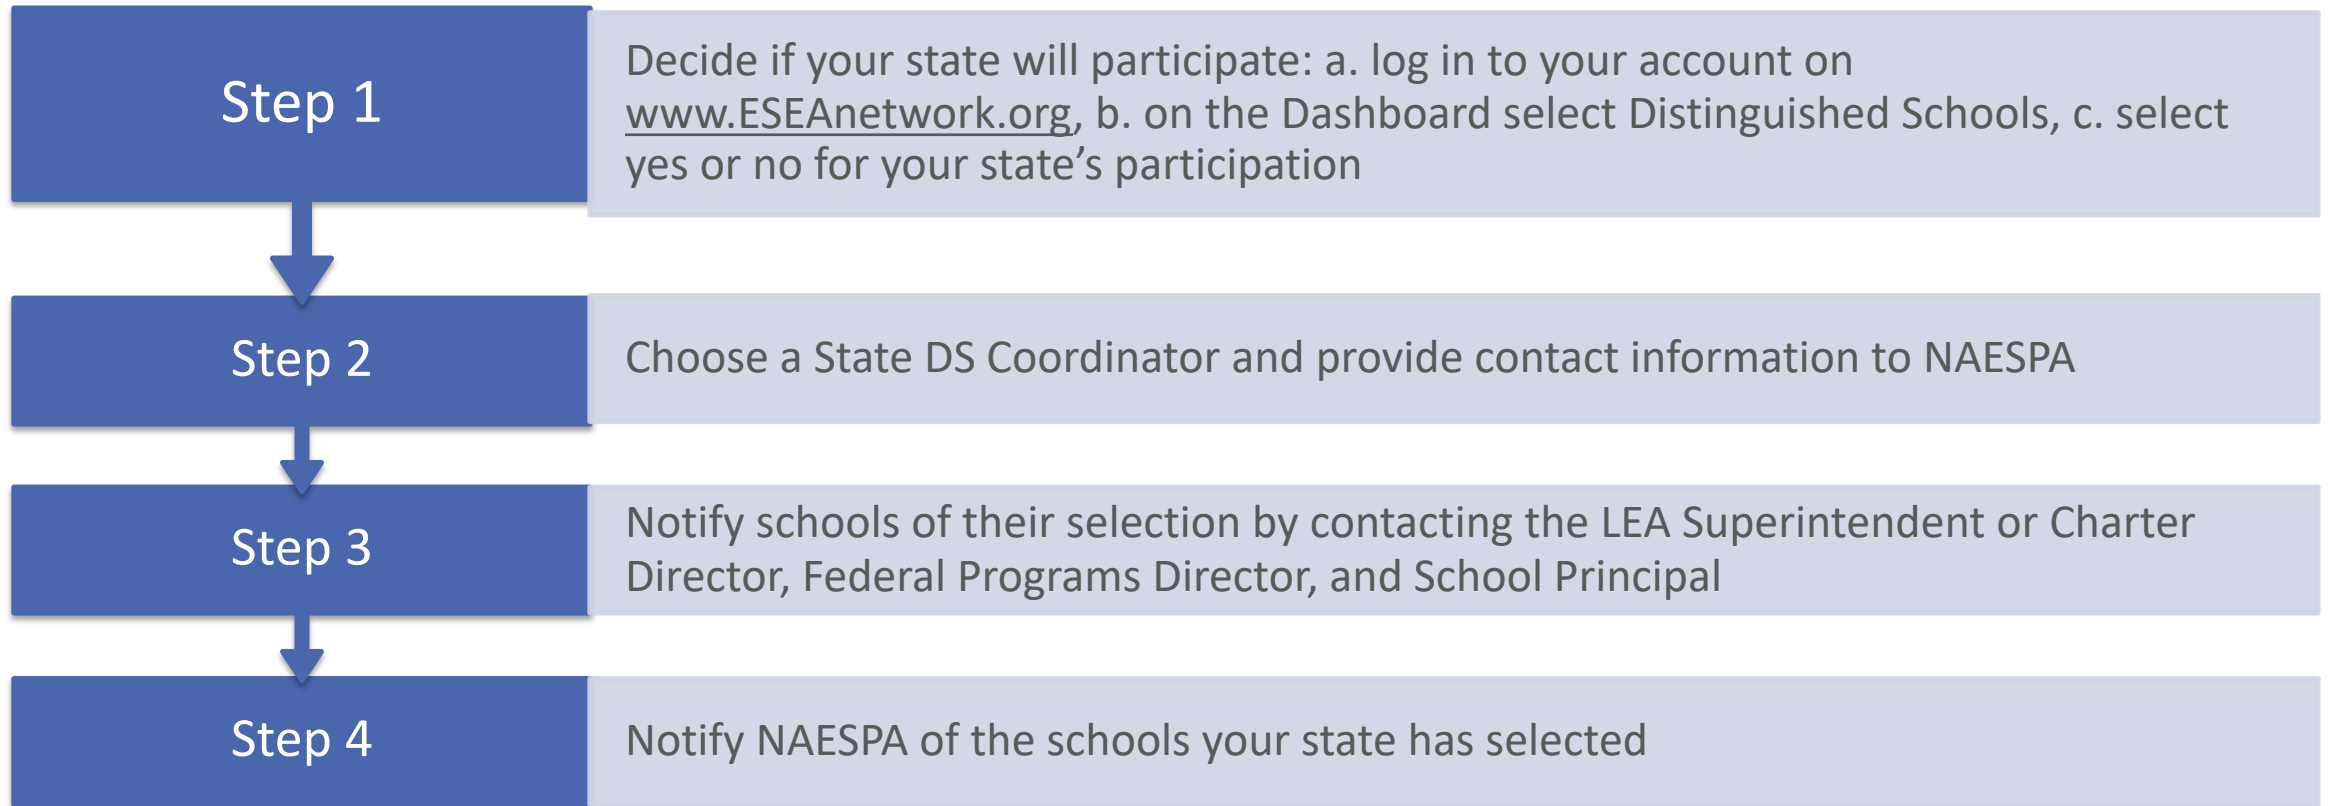 Step 1
Decide if your state will participate: a. log in to your account on
www.ESEAnetwork.org, b. on the Dashboard select Distinguished Schools, c. select
yes or no for your state’s participation
Step 2
Choose a State DS Coordinator and provide contact information to NAESPA
Step 3
Notify schools of their selection by contacting the LEA Superintendent or Charter
Director, Federal Programs Director, and School Principal
Step 4
Notify NAESPA of the schools your state has selected